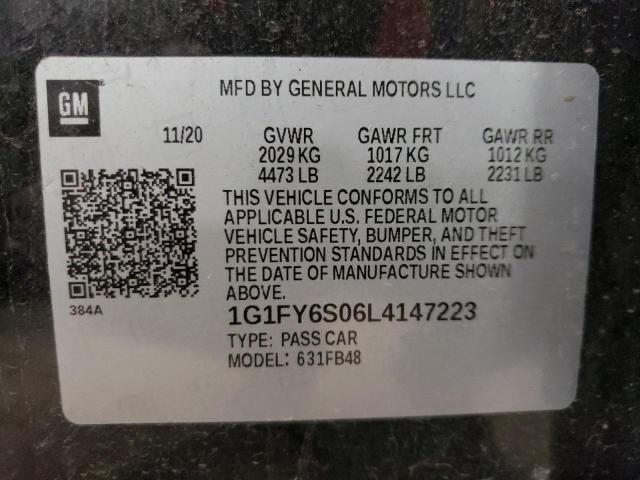 GM
MFD BY GENERAL MOTORS LLC
11/20 GVWR GAWR FRT GAWR RR
2029 KG 1017 KG 1012 KG
4473 LB 2242 LB 2231 LB
THIS VEHICLE CONFORMS TO ALL
APPLICABLE U.S. FEDERAL MOTOR
VEHICLE SAFETY, BUMPER, AND THEFT
PREVENTION STANDARDS IN EFFECT ON
THE DATE OF MANUFACTURE SHOWN
ABOVE.
384A
1G1FY6S06L4147223
TYPE: PASS CAR
MODEL: 631FB48